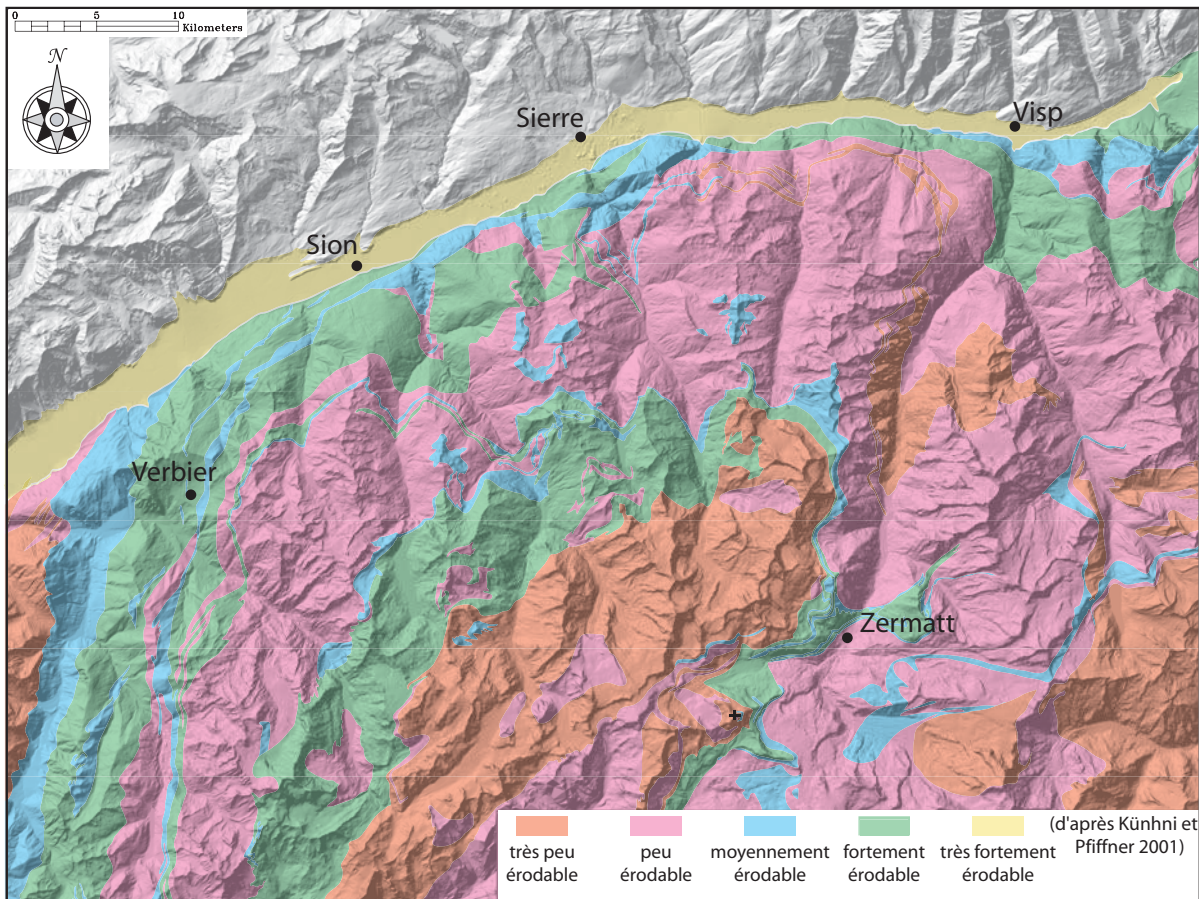 0 5 10
Kilometers
N
Sierre
Visp
Sion
Verbier
Zermatt
très peu
érodable
peu
érodable
moyennement
érodable
fortement
érodable
très fortement
érodable
(d'après Künhni et
Pfiffner 2001)